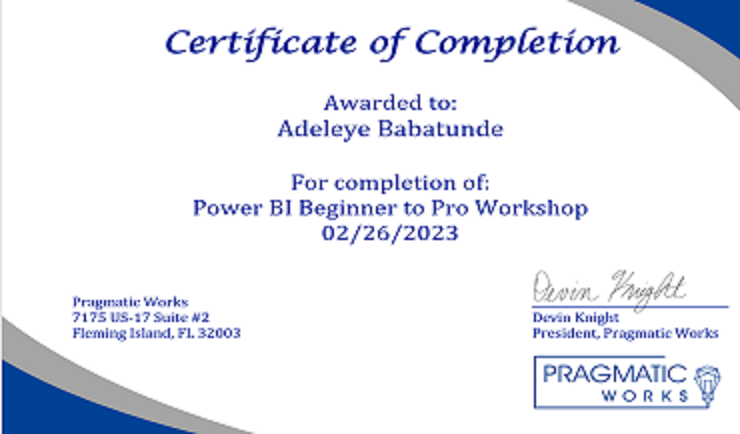 Certificate of Completion
Awarded to:
Adeleye Babatunde
For completion of:
Power BI Beginner to Pro Workshop
02/26/2023
Pragmatic Works
7175 US-17 Suite #2
Fleming Island, FL 32003
Devin Knight
Devin Knight
President, Pragmatic Works
PRAGMATIC
WORKS